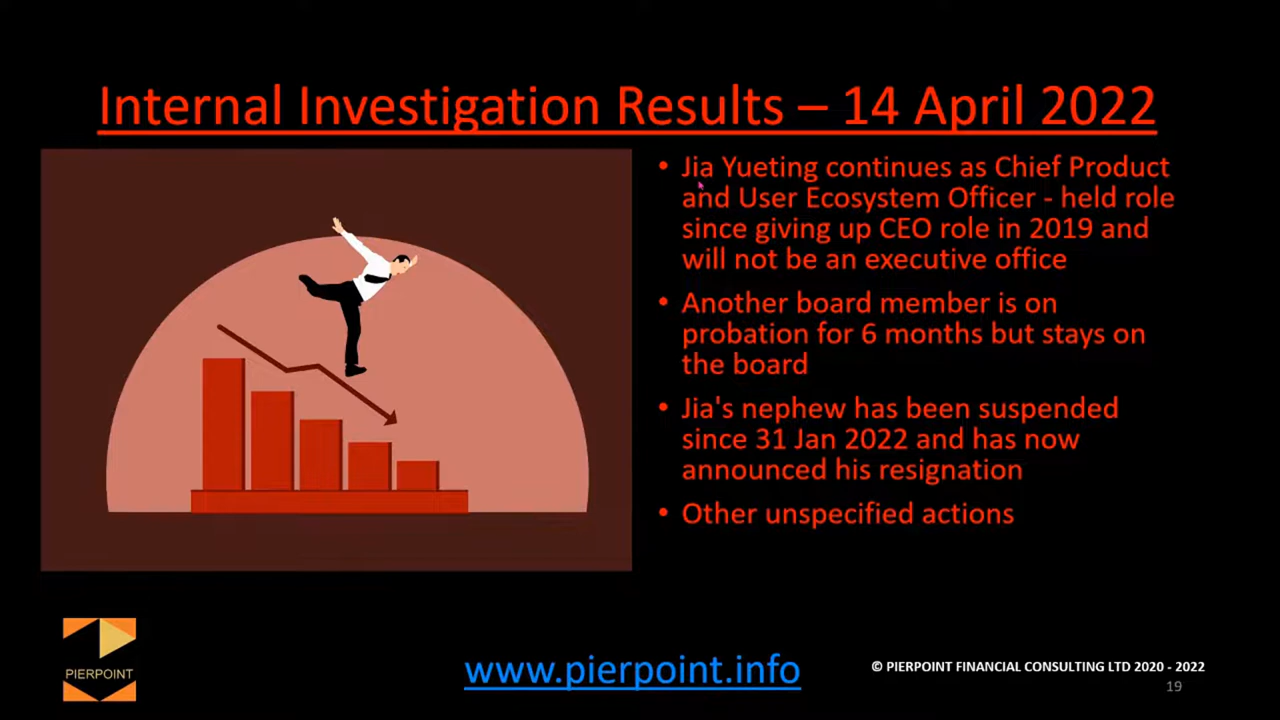 Internal Investigation Results – 14 April 2022
• Jia Yueting continues as Chief Product
and User Ecosystem Officer - held role
since giving up CEO role in 2019 and
will not be an executive office
• Another board member is on
probation for 6 months but stays on
the board
• Jia's nephew has been suspended
since 31 Jan 2022 and has now
announced his resignation
• Other unspecified actions
PIERPOINT
www.pierpoint.info
© PIERPOINT FINANCIAL CONSULTING LTD 2020 - 2022
19